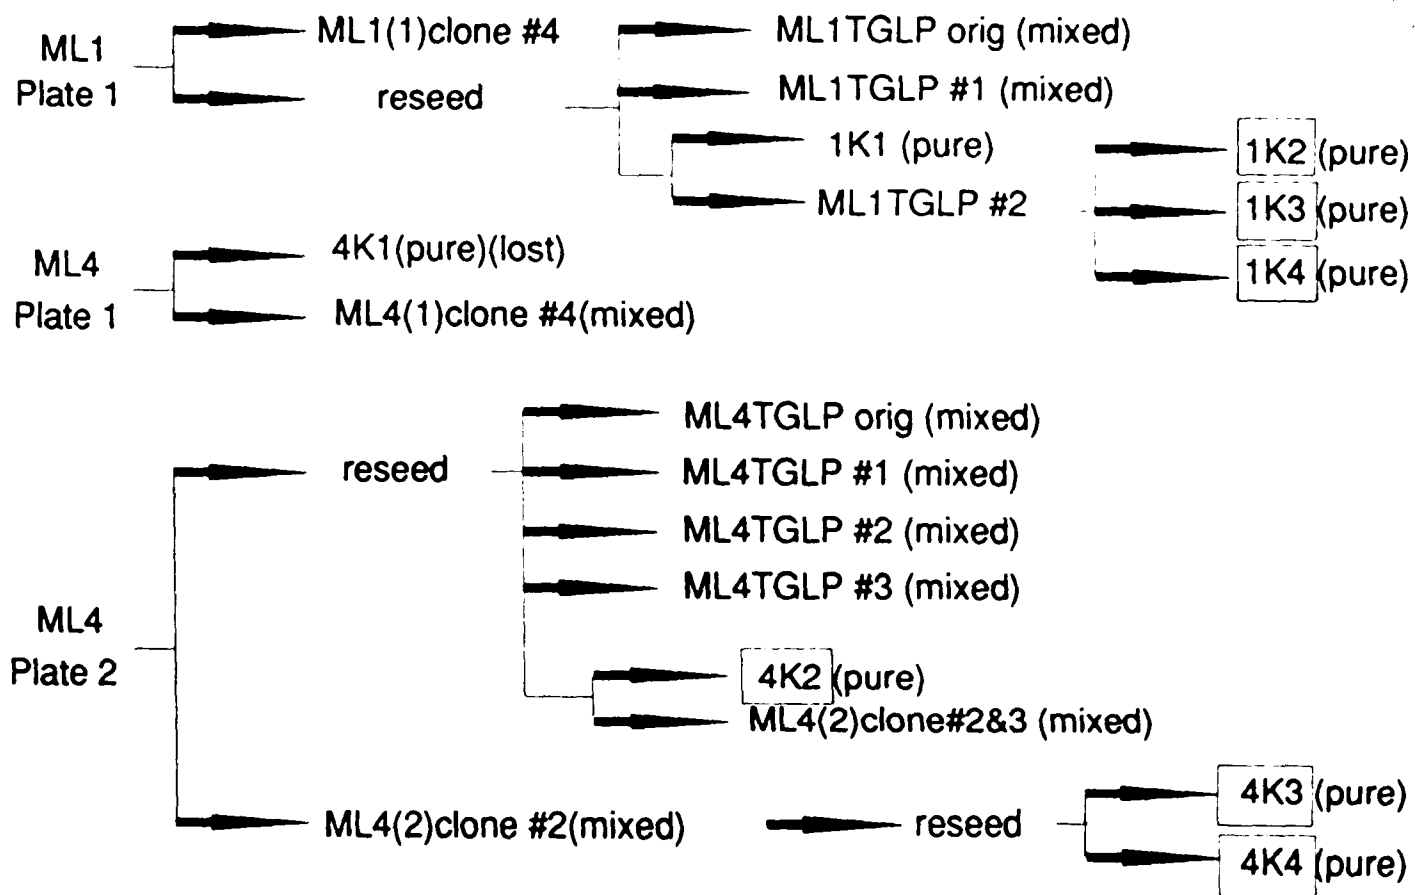 ML1
Plate 1
ML1(1)clone #4
reseed
ML1TGLP orig (mixed)
ML1TGLP #1 (mixed)
1K1 (pure)
ML1TGLP #2
1K2 (pure)
1K3 (pure)
1K4 (pure)
ML4
Plate 1
4K1(pure)(lost)
ML4(1)clone #4(mixed)
ML4
Plate 2
reseed
ML4TGLP orig (mixed)
ML4TGLP #1 (mixed)
ML4TGLP #2 (mixed)
ML4TGLP #3 (mixed)
4K2 (pure)
ML4(2)clone#2&3 (mixed)
ML4(2)clone #2(mixed)
reseed
4K3 (pure)
4K4 (pure)